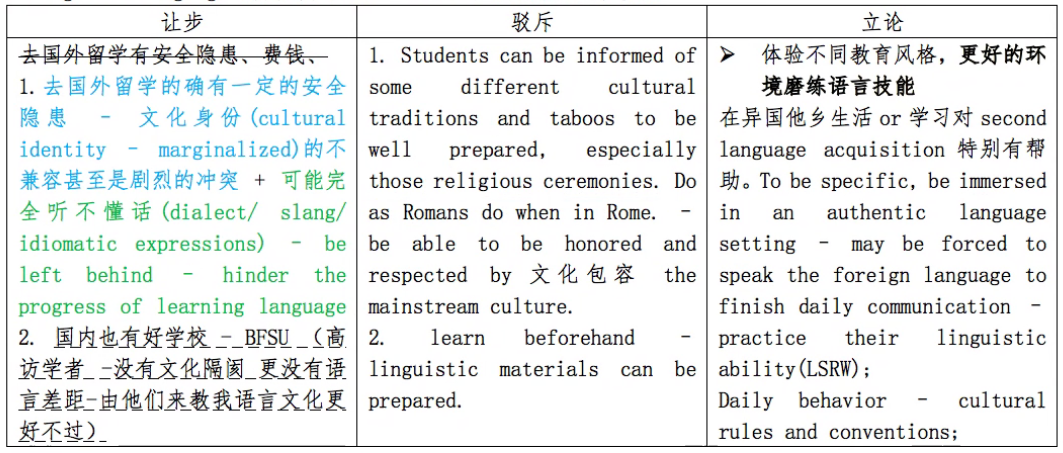 让步
驳斥
立论
去国外留学有安全隐患、费钱、
1. 去国外留学的确有一定的安全
隐患 - 文化身份(cultural
identity - marginalized)的不
兼容甚至是剧烈的冲突 + 可能完
全听不懂话(dialect/ slang/
idiomatic expressions) - be
left behind - hinder the
progress of learning language
2. 国内也有好学校 - BFSU （高
访学者 -没有文化隔阂 更没有语
言差距-由他们来教我语言文化更
好不过）
1. Students can be informed of
some different cultural
traditions and taboos to be
well prepared, especially
those religious ceremonies. Do
as Romans do when in Rome. -
be able to be honored and
respected by 文化包容 the
mainstream culture.
2. learn beforehand -
linguistic materials can be
prepared.
➤ 体验不同教育风格，更好的环
境磨练语言技能
在异国他乡生活 or 学习对 second
language acquisition 特别有帮
助。To be specific, be immersed
in an authentic language
setting - may be forced to
speak the foreign language to
finish daily communication -
practice their linguistic
ability(LSRW);
Daily behavior - cultural
rules and conventions;